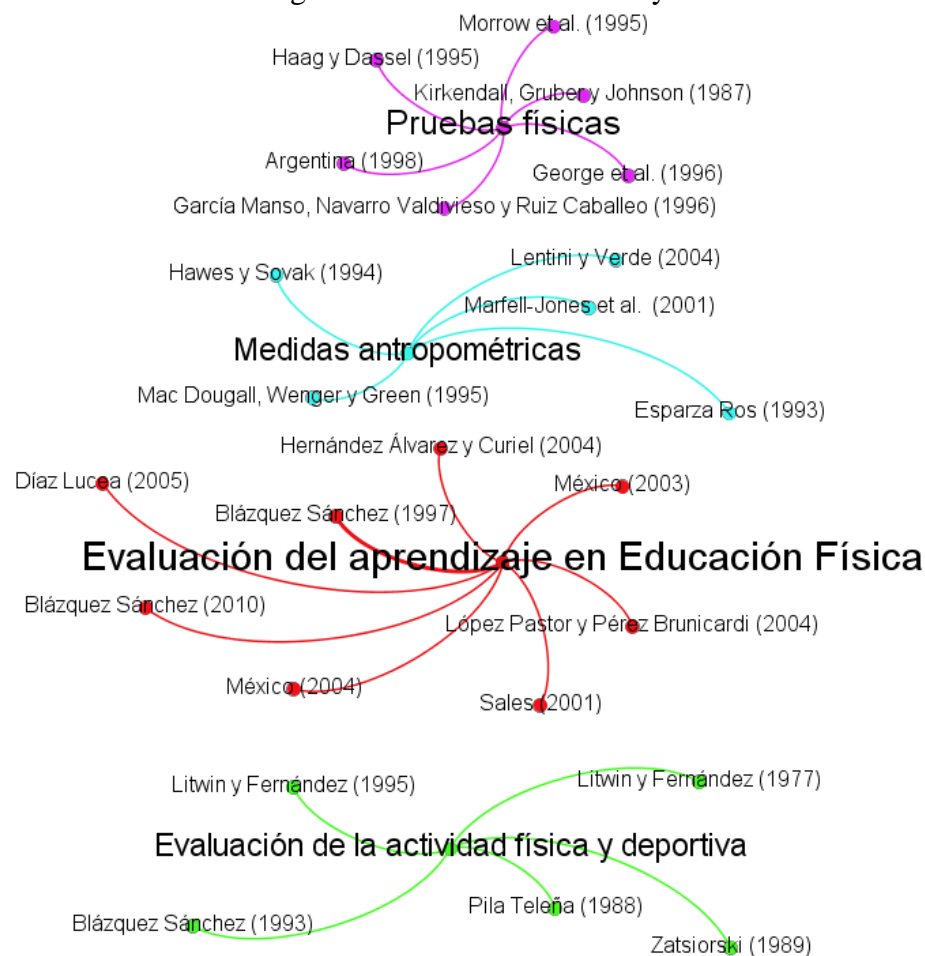 Morrow et al. (1995)
Haag y Dassel (1995)
Kirkendall, Gruber y Johnson (1987)
Pruebas físicas
Argentina (1998)
George et al. (1996)
García Manso, Navarro Valdivieso y Ruiz Caballeo (1996)
Lentini y Verde (2004)
Hawes y Sovak (1994)
Marfell-Jones et al. (2001)
Medidas antropométricas
Mac Dougall, Wenger y Green (1995)
Esparza Ros (1993)
Hernández Álvarez y Curiel (2004)
Díaz Lucea (2005)
México (2003)
Blázquez Sánchez (1997)
Evaluación del aprendizaje en Educación Física
Blázquez Sánchez (2010)
López Pastor y Pérez Brunicardi (2004)
México (2004)
Sales (2001)
Litwin y Fernández (1995)
Litwin y Fernández (1977)
Evaluación de la actividad física y deportiva
Pila Teleña (1988)
Blázquez Sánchez (1993)
Zatsiorski (1989)